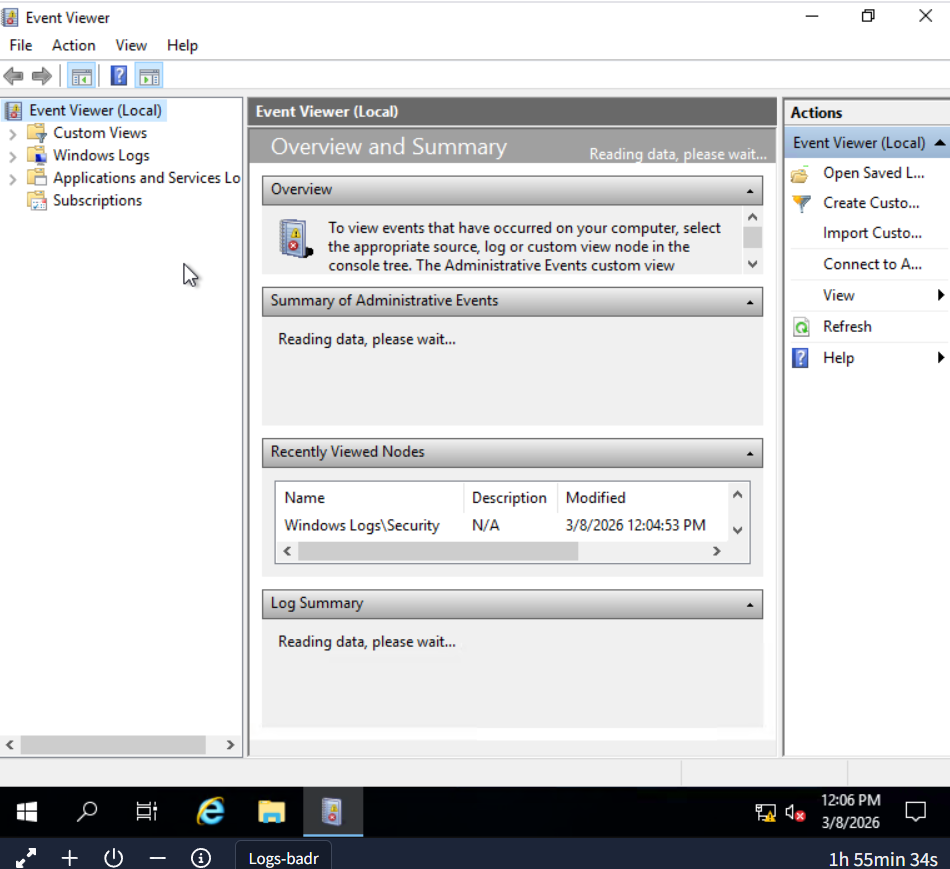 Event Viewer
File Action View Help
Event Viewer (Local)
Custom Views
Windows Logs
Applications and Services Lo
Subscriptions
Event Viewer (Local)
Overview and Summary
Reading data, please wait...
Overview
To view events that have occurred on your computer, select
the appropriate source, log or custom view node in the
console tree. The Administrative Events custom view
Summary of Administrative Events
Reading data, please wait...
Recently Viewed Nodes
Name Description Modified
Windows Logs\Security N/A 3/8/2026 12:04:53 PM
Log Summary
Reading data, please wait...
Actions
Event Viewer (Local)
Open Saved L...
Create Custo...
Import Custo...
Connect to A...
View
Refresh
Help
12:06 PM
3/8/2026
Logs-badr
1h 55min 34s